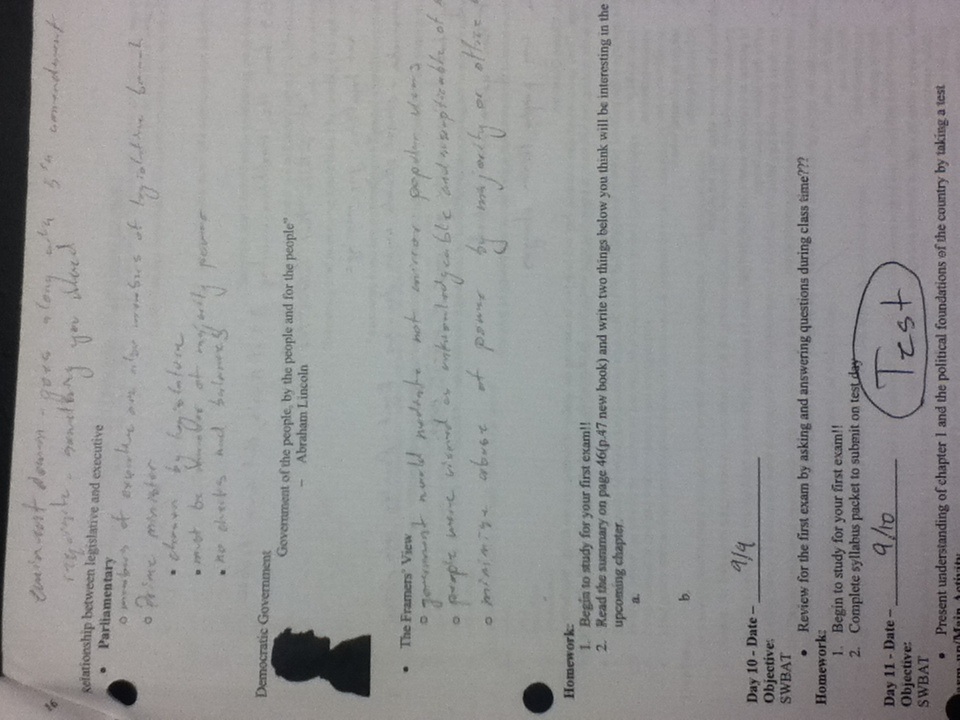 eminent domain - goes along with 5th amendment
- something you
Relationship between legislative and executive
• Parliamentary
o members of executive are also members of legislative branch
o Prime minister
▪ chosen by legislature
▪ must be member of majority power
▪ no checks and balances
Democratic Government
Government of the people, by the people and for the people"
– Abraham Lincoln
• The Framers' View
o government would mediate not mirror popular views
o people were viewed as unknowledgeable and of
o minimize abuse of power by majority or
Homework:
1. Begin to study for your first exam!!
2. Read the summary on page 46(p.47 new book) and write two things below you think will be interesting in the
upcoming chapter.
a.
b.
Day 10 - Date – 9/9
Objective:
SWBAT
• Review for the first exam by asking and answering questions during class time???
Homework:
1. Begin to study for your first exam!!
2. Complete syllabus packet to submit on test day
Day 11 - Date – 9/10 Test
Objective:
SWBAT
• Present understanding of chapter 1 and the political foundations of the country by taking a test
arm-up/Main Activity